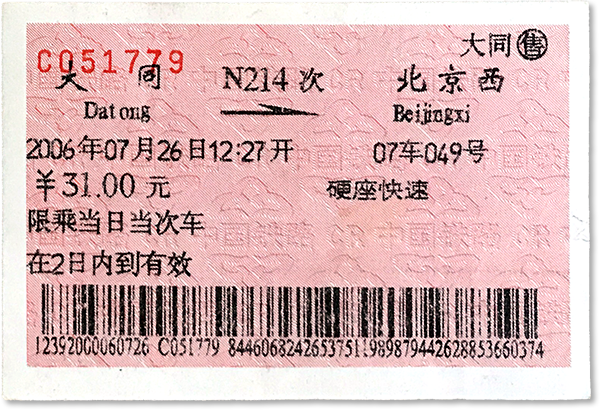 大同售
C051779
大同 N214次 北京西
Datong Beijingxi
2006年07月26日12:27开 07车049号
￥31.00元 硬座快速
限乘当日当次车
在2日内到有效
12392000060726 C051779 84460682426537511989879442628853660374